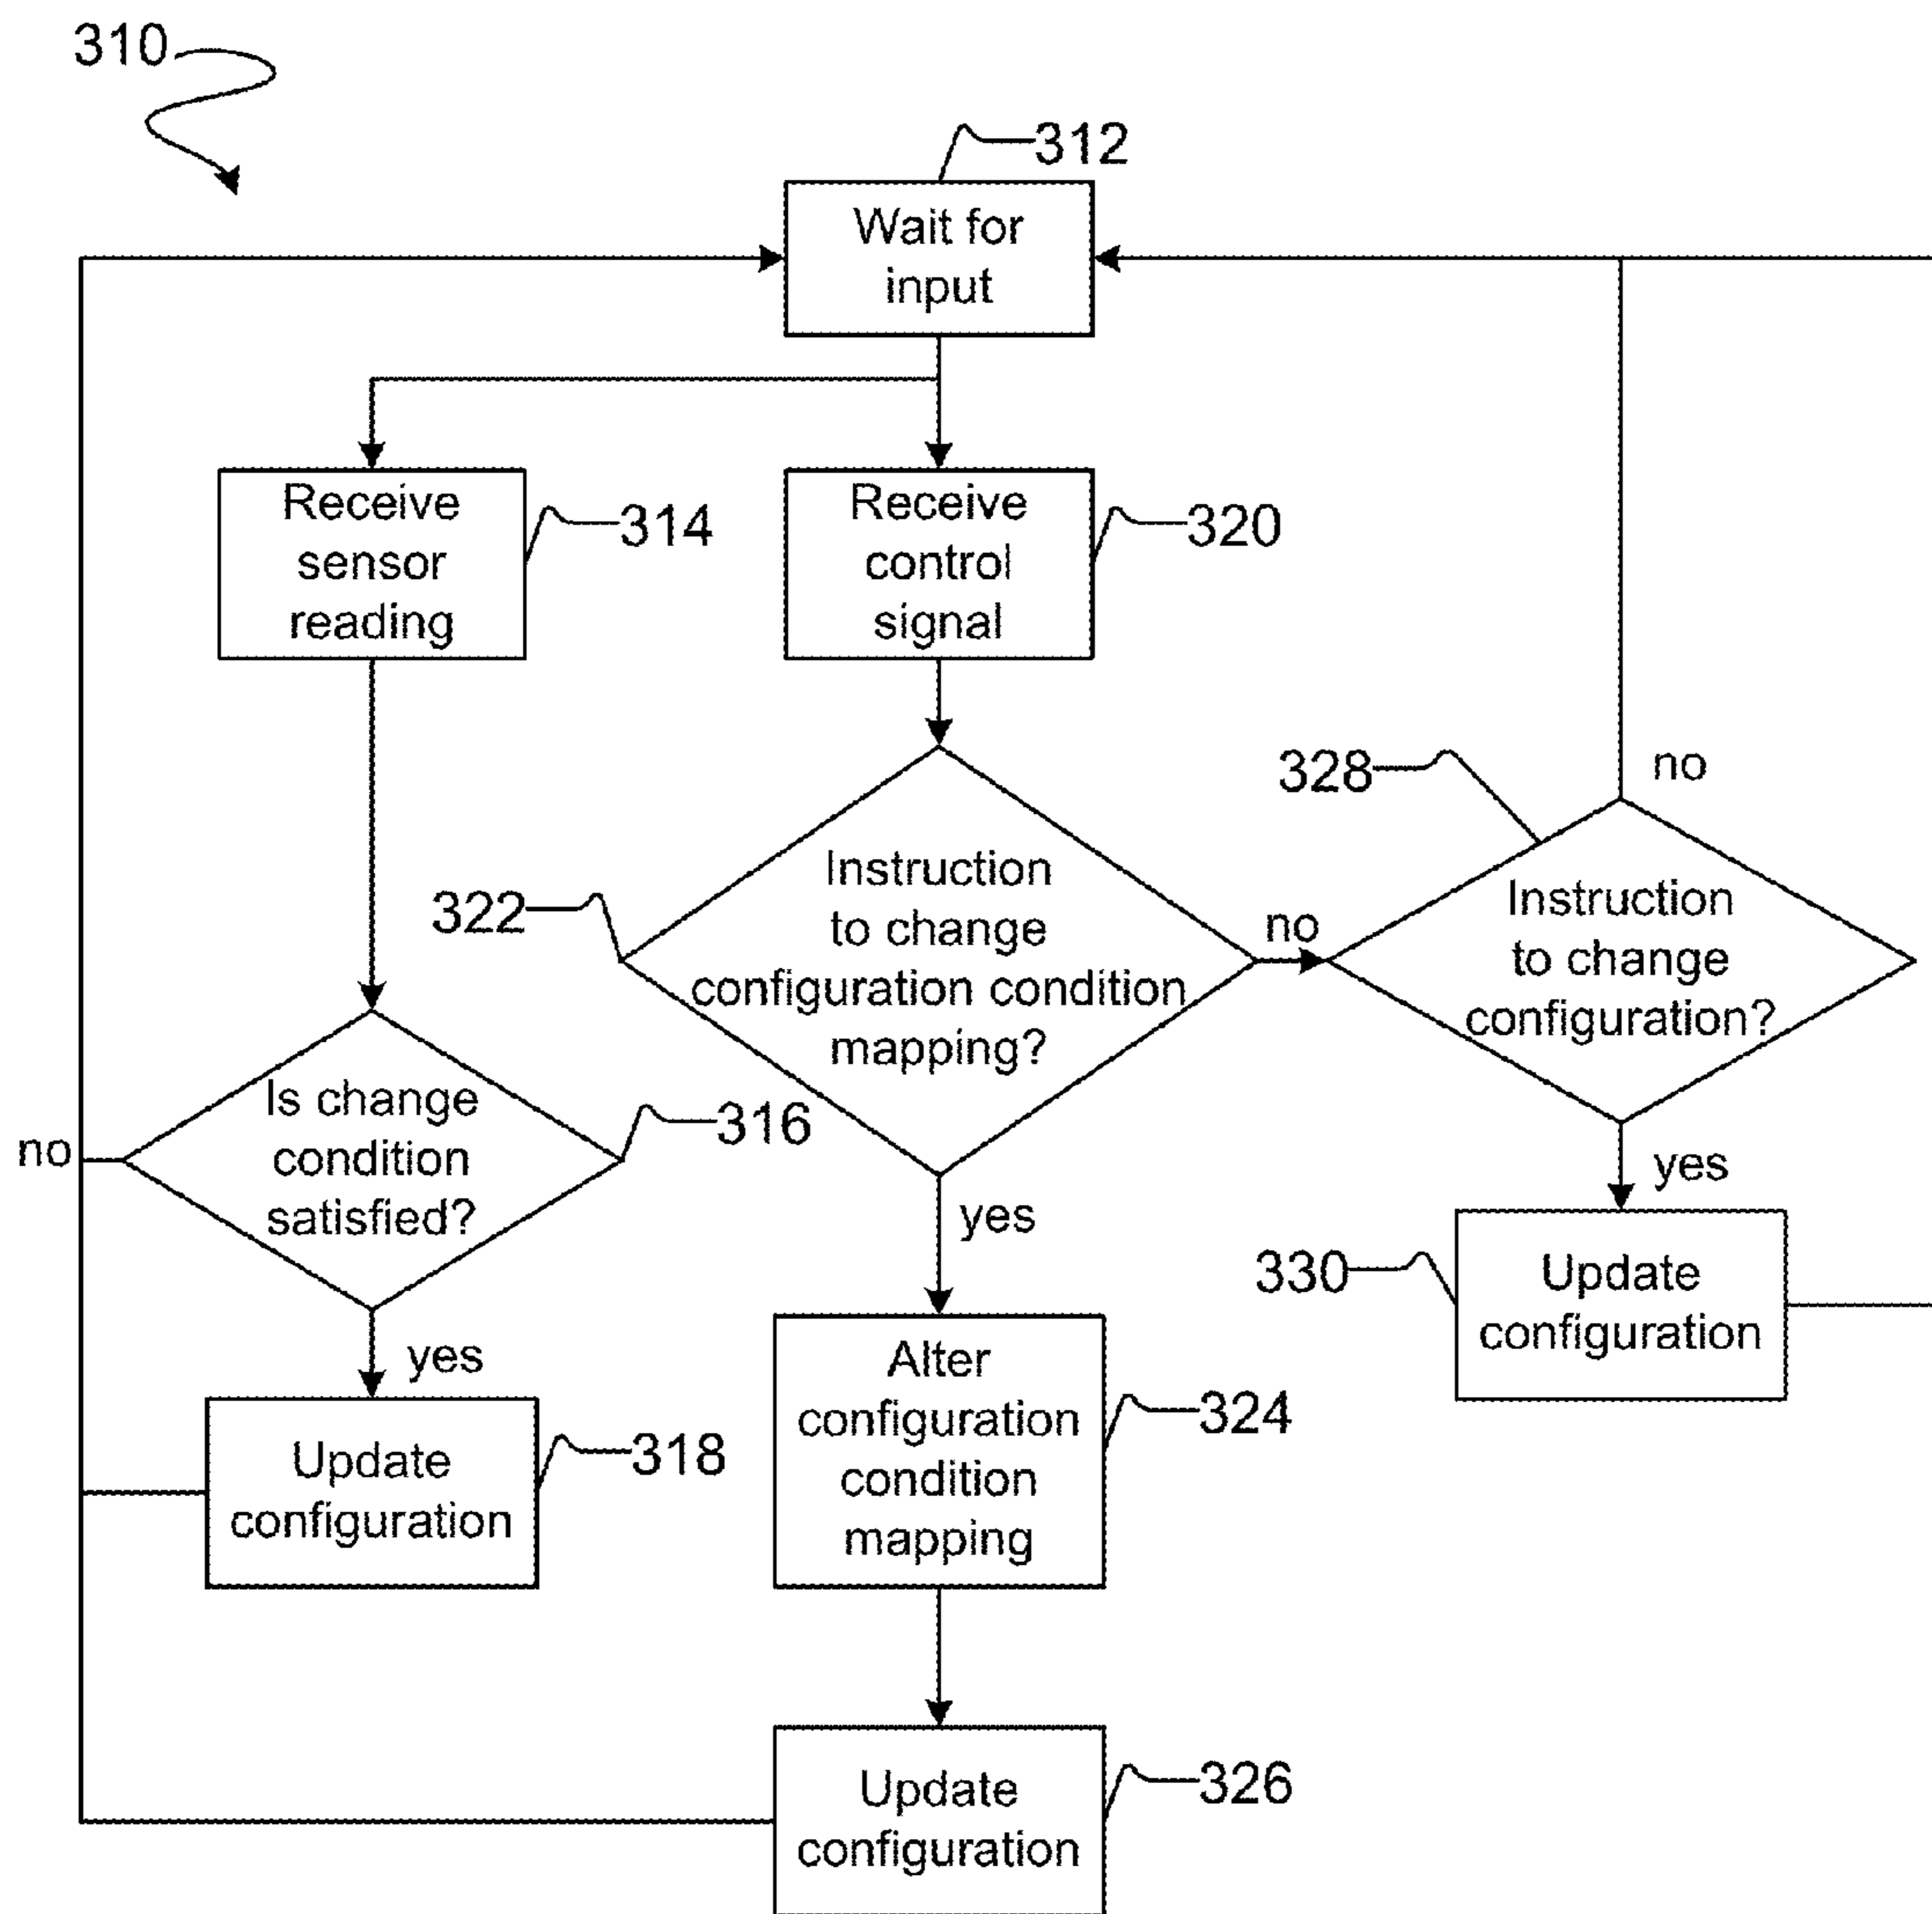 310
312
Wait for
input
Receive
sensor
reading
314
Receive
control
signal
320
328
no
322
Instruction
to change
configuration condition
mapping?
no
Instruction
to change
configuration?
Is change
condition
satisfied?
316
no
yes
yes
330
Update
configuration
yes
Alter
configuration
condition
mapping
324
Update
configuration
318
Update
configuration
326